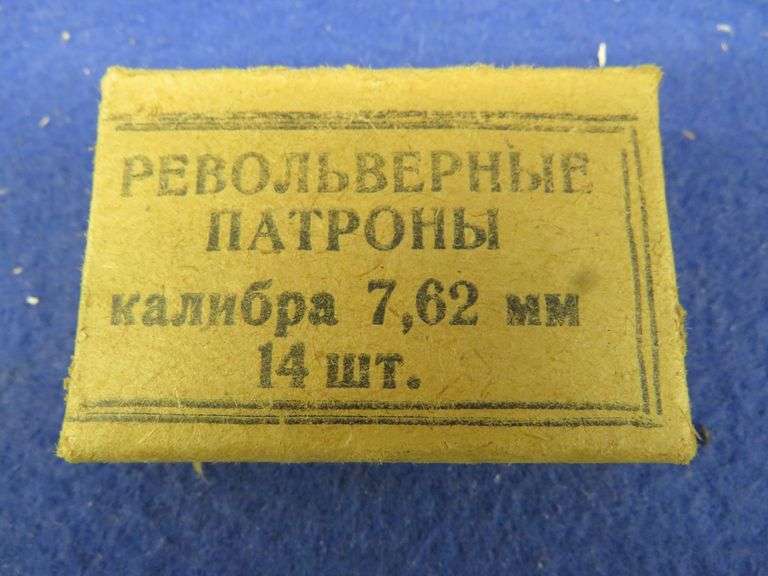 РЕВОЛЬВЕРНЫЕ
ПАТРОНЫ
калибра 7,62 мм
14 шт.